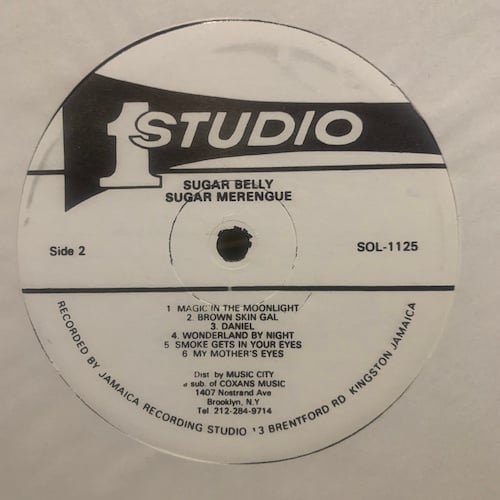 1 STUDIO
SUGAR BELLY
SUGAR MERENGUE
Side 2
SOL-1125
1 MAGIC IN THE MOONLIGHT
2. BROWN SKIN GAL
3. DANIEL
4. WONDERLAND BY NIGHT
5 SMOKE GETS IN YOUR EYES
6 MY MOTHER'S EYES
Dist by MUSIC CITY
a sub. of COXANS MUSIC
1407 Nostrand Ave
Brooklyn, N.Y
Tel 212-284-9714
RECORDED BY JAMAICA RECORDING STUDIO 13 BRENTFORD RD KINGSTON JAMAICA